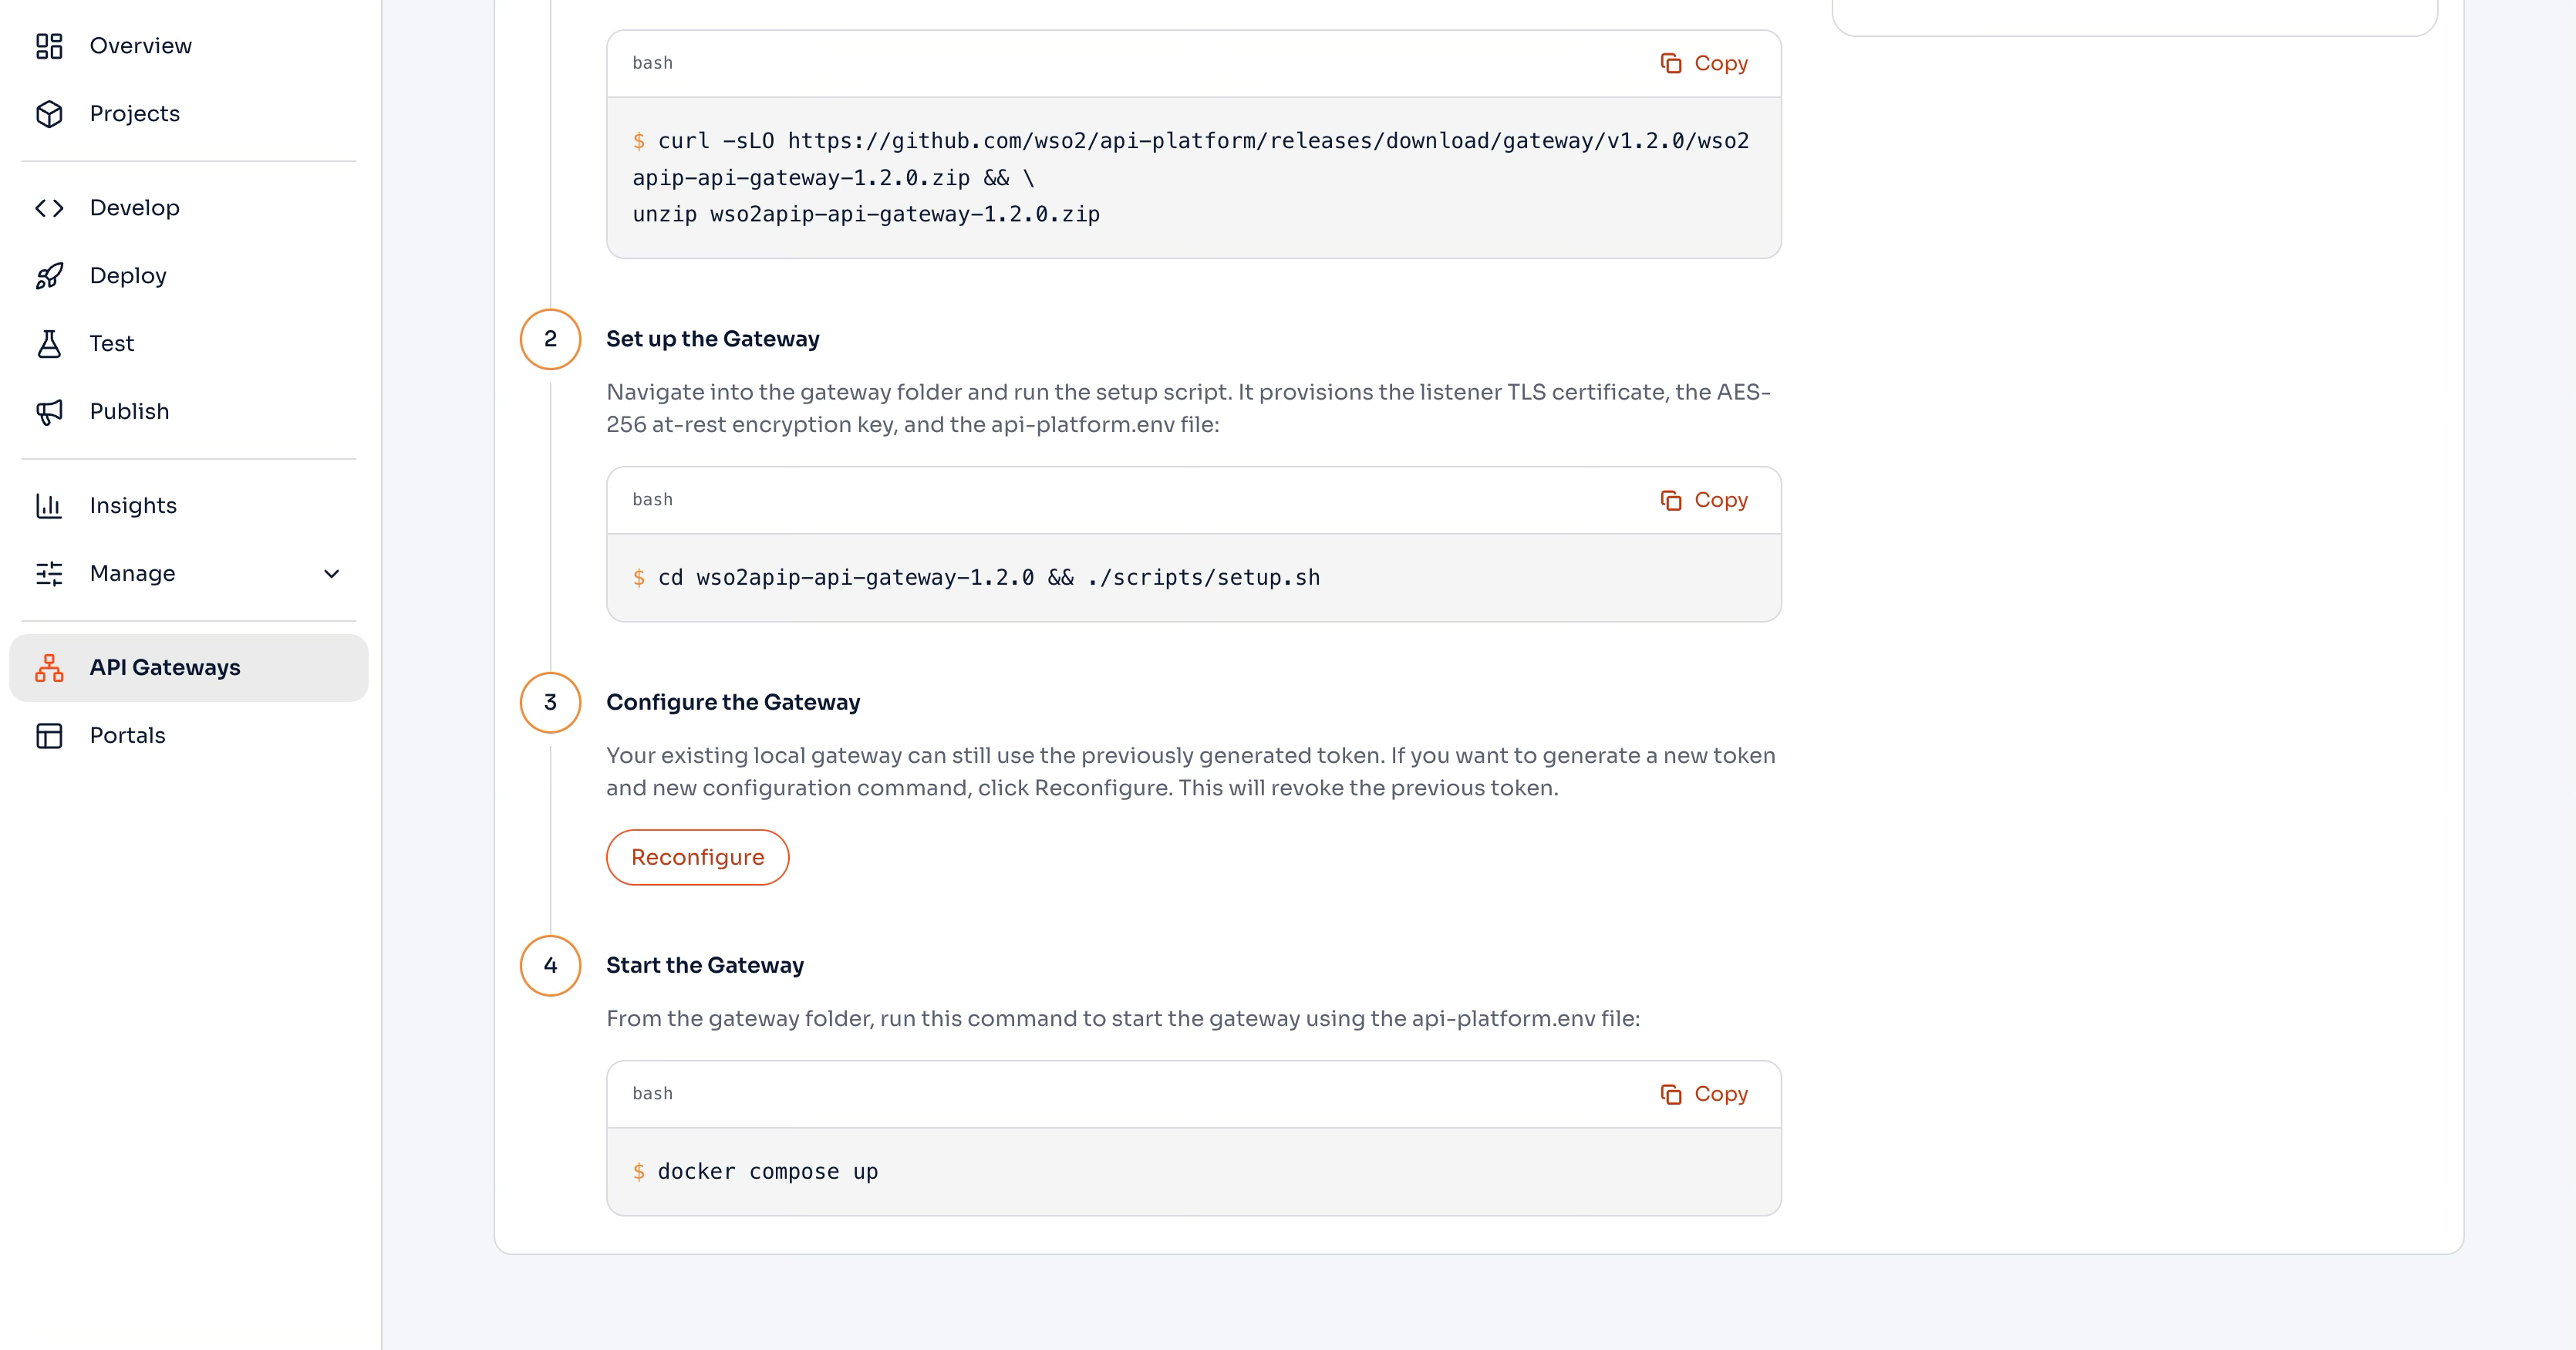 Overview
Projects
Develop
Deploy
Test
Publish
Insights
Manage
API Gateways
Portals
bash
Copy
$ curl -sLO https://github.com/wso2/api-platform/releases/download/gateway/v1.2.0/wso2
apip-api-gateway-1.2.0.zip && \
unzip wso2apip-api-gateway-1.2.0.zip
2
Set up the Gateway
Navigate into the gateway folder and run the setup script. It provisions the listener TLS certificate, the AES-
256 at-rest encryption key, and the api-platform.env file:
bash
Copy
$ cd wso2apip-api-gateway-1.2.0 && ./scripts/setup.sh
3
Configure the Gateway
Your existing local gateway can still use the previously generated token. If you want to generate a new token
and new configuration command, click Reconfigure. This will revoke the previous token.
Reconfigure
4
Start the Gateway
From the gateway folder, run this command to start the gateway using the api-platform.env file:
bash
Copy
$ docker compose up